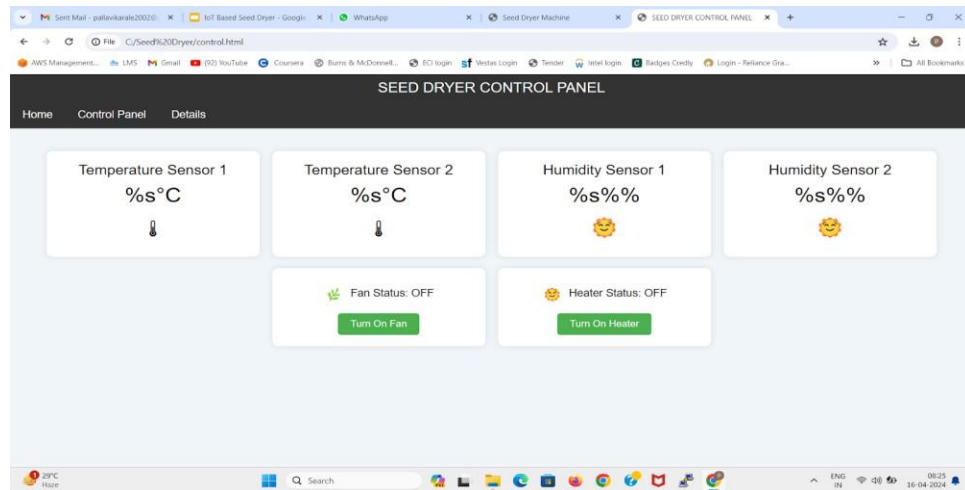 Sent Mail - pallavikarale2002@
IoT Based Seed Dryer - Google
WhatsApp
Seed Dryer Machine
SEED DRYER CONTROL PANEL
File C:/Seed%20Dryer/control.html
AWS Management... LMS Gmail (92) YouTube Coursera Burns & McDonnell... ECI login Vestas Login Tender Intel login Badges Credly Login - Reliance Gra... All Bookmarks
SEED DRYER CONTROL PANEL
Home Control Panel Details
Temperature Sensor 1
%s°C
Temperature Sensor 2
%s°C
Humidity Sensor 1
%s%%
Humidity Sensor 2
%s%%
Fan Status: OFF
Turn On Fan
Heater Status: OFF
Turn On Heater
29°C
Haze
Search
ENG
IN
08:25
16-04-2024